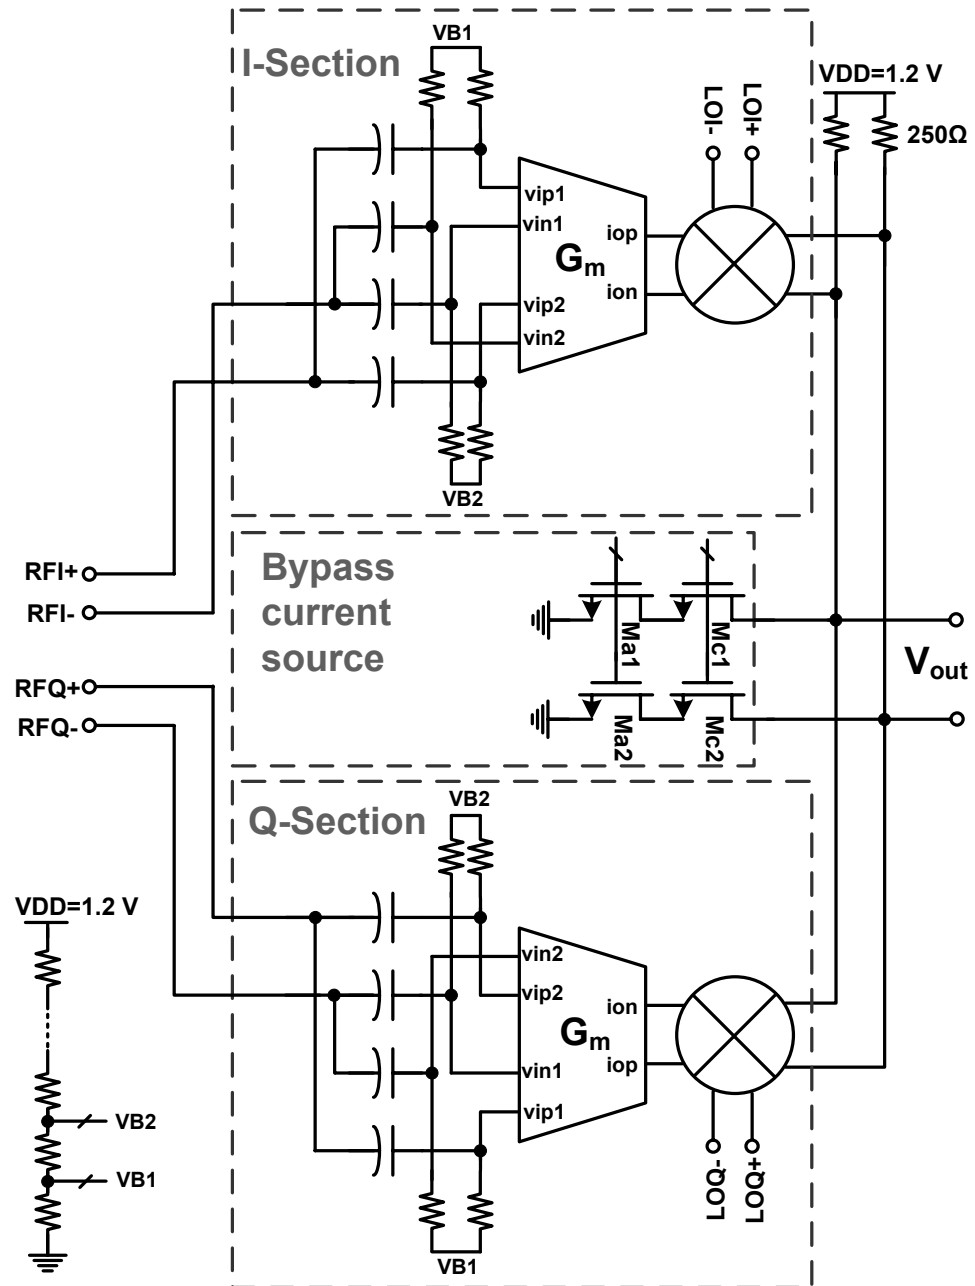 VB1
I-Section
LOI-
LOI+
VDD=1.2 V
250Ω
vip1
vin1
Gm
iop
ion
vip2
vin2
VB2
RFI+
RFI-
Bypass
current
source
Ma1
Mc1
Vout
RFQ+
RFQ-
Ma2
Mc2
VB2
Q-Section
VDD=1.2 V
vin2
vip2
ion
Gm
iop
vin1
vip1
VB2
VB1
LOQ-
LOQ+
VB1